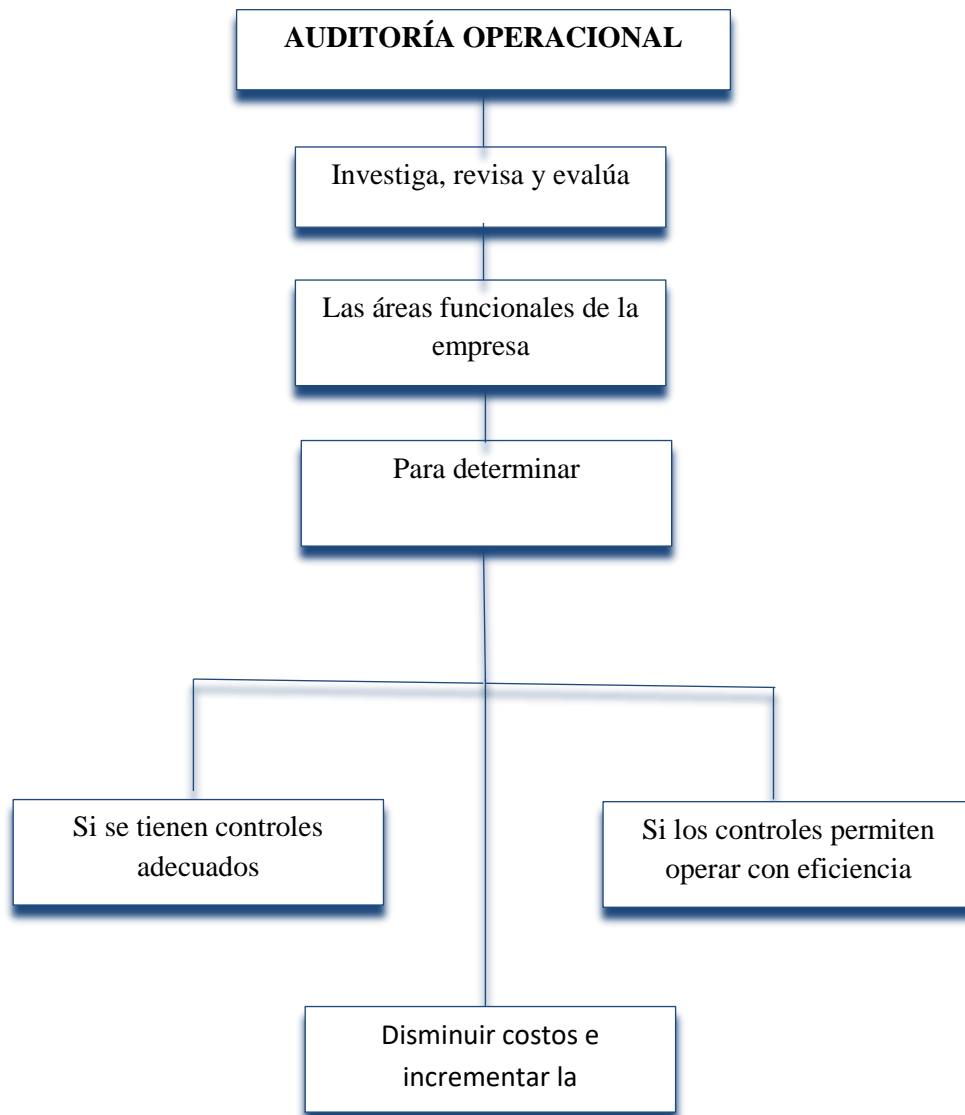 AUDITORÍA OPERACIONAL
Investiga, revisa y evalúa
Las áreas funcionales de la
empresa
Para determinar
Si se tienen controles
adecuados
Si los controles permiten
operar con eficiencia
Disminuir costos e
incrementar la